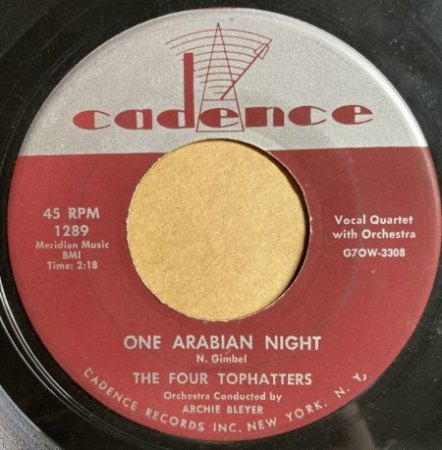 cadence
45 RPM
1289
Meridian Music
BMI
Time: 2:18
Vocal Quartet
with Orchestra
G7OW-3308
ONE ARABIAN NIGHT
N. Gimbel
THE FOUR TOPHATTERS
Orchestra Conducted by
ARCHIE BLEYER
CADENCE RECORDS INC. NEW YORK, N. Y.